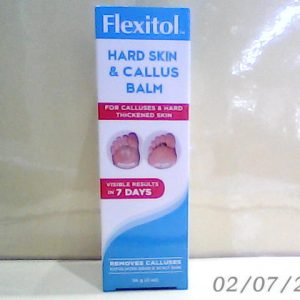 Flexitol™
HARD SKIN
& CALLUS
BALM
FOR CALLUSES & HARD
THICKENED SKIN
VISIBLE RESULTS
IN 7 DAYS
REMOVES CALLUSES
02/07/2